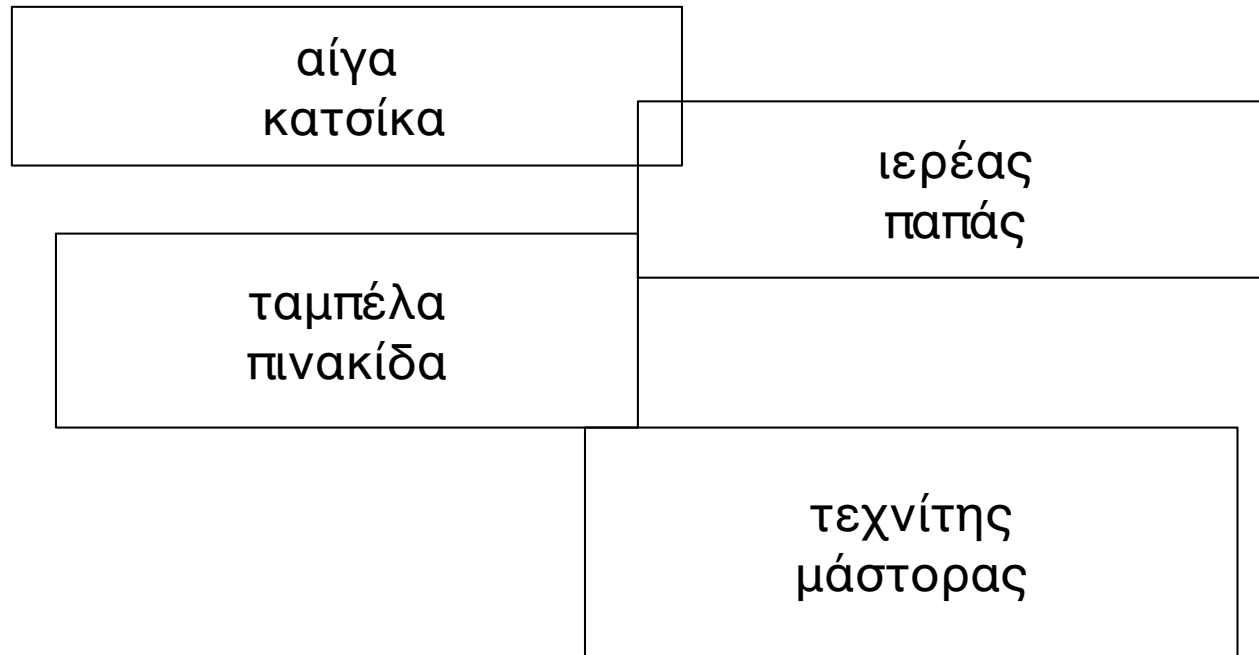 αίγα
κατσίκα
ιερέας
παπάς
ταμπέλα
πινακίδα
τεχνίτης
μάστορας